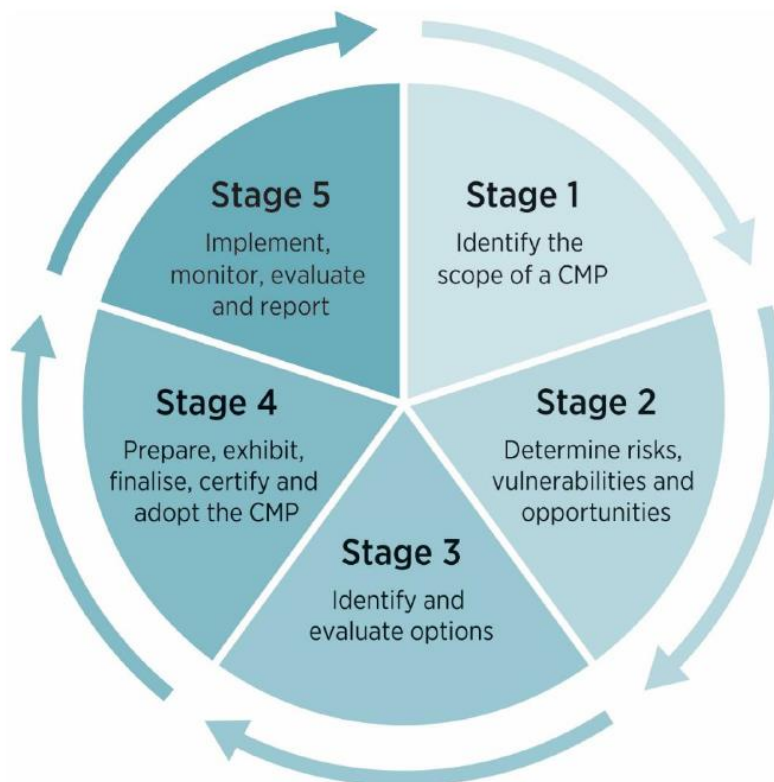 Stage 1
Identify the
scope of a CMP
Stage 2
Determine risks,
vulnerabilities and
opportunities
Stage 3
Identify and
evaluate options
Stage 4
Prepare, exhibit,
finalise, certify and
adopt the CMP
Stage 5
Implement,
monitor, evaluate
and report